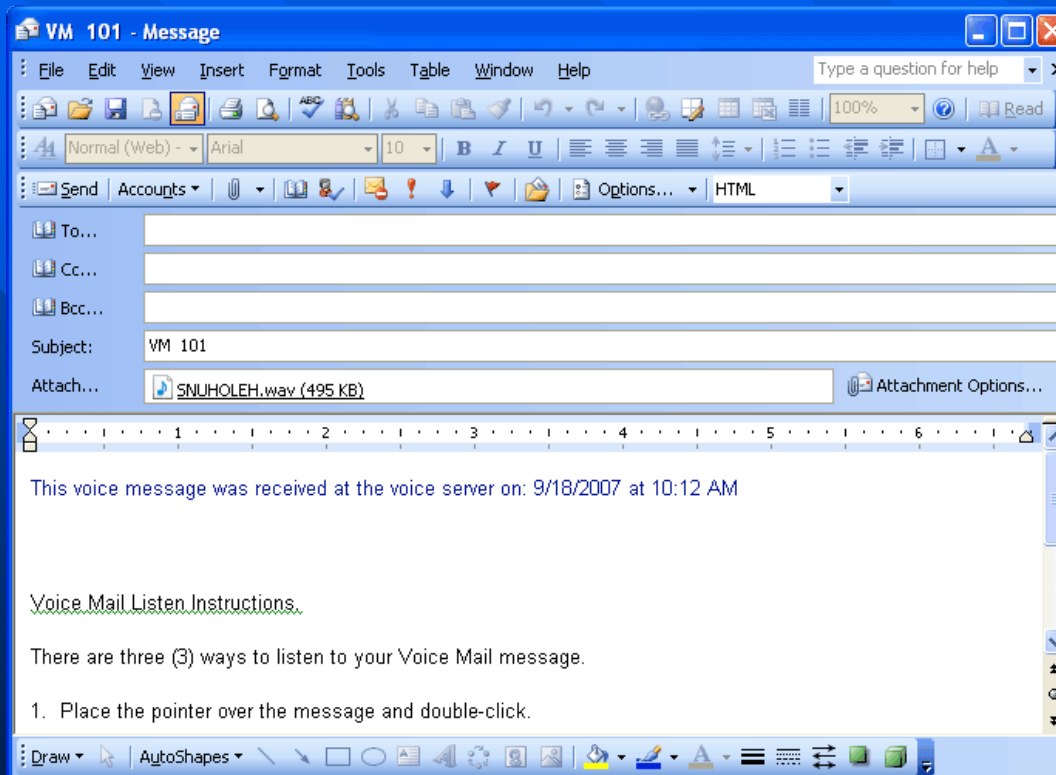 VM 101 - Message
File Edit View Insert Format Tools Table Window Help Type a question for help
ABC 100% Read
Normal (Web) - Arial 10 B I U A
Send Accounts Options... HTML
To...
Cc...
Bcc...
Subject: VM 101
Attach... SNUHOLEH.wav (495 KB) Attachment Options...
1 2 3 4 5 6
This voice message was received at the voice server on: 9/18/2007 at 10:12 AM
Voice Mail Listen Instructions.
There are three (3) ways to listen to your Voice Mail message.
1. Place the pointer over the message and double-click.
Draw AutoShapes A A